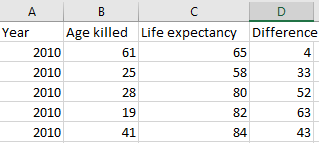 A B C D
Year Age killed Life expectancy Difference
2010 61 65 4
2010 25 58 33
2010 28 80 52
2010 19 82 63
2010 41 84 43